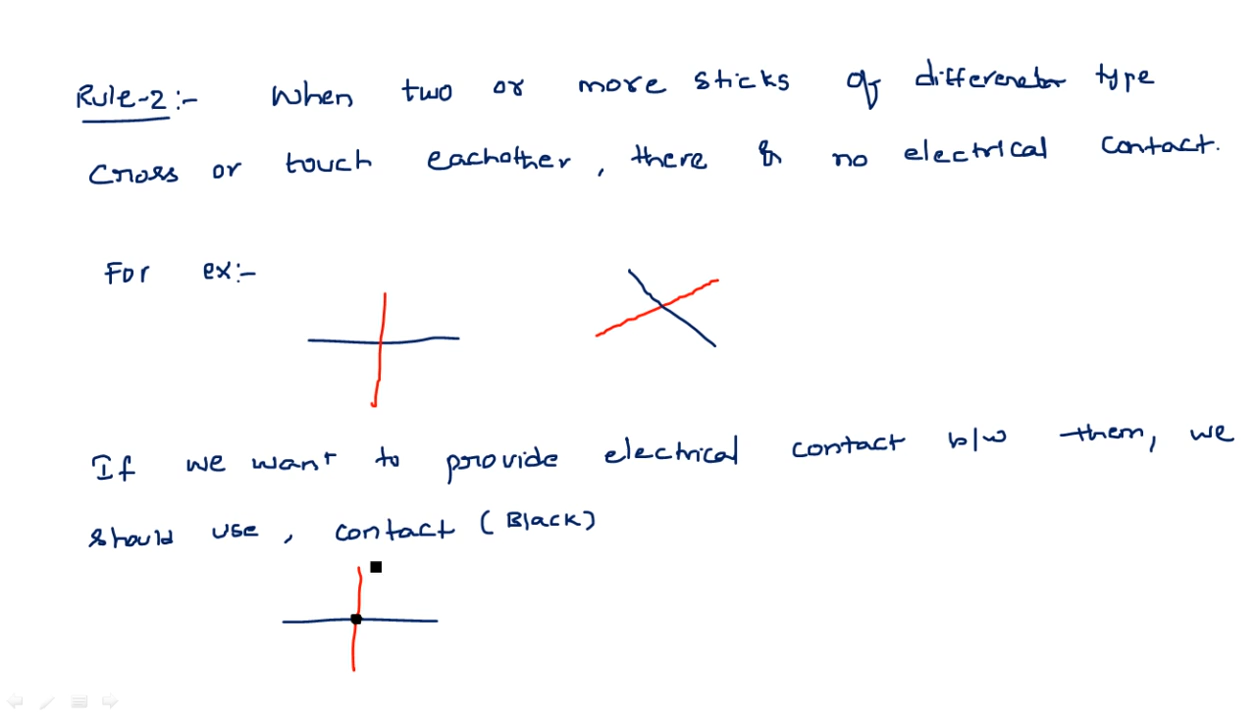 Rule-2:- When two or more sticks of different type
cross or touch eachother, there is no electrical contact.
For ex:-
If we want to provide electrical contact b/w them, we
should use, contact (Black)